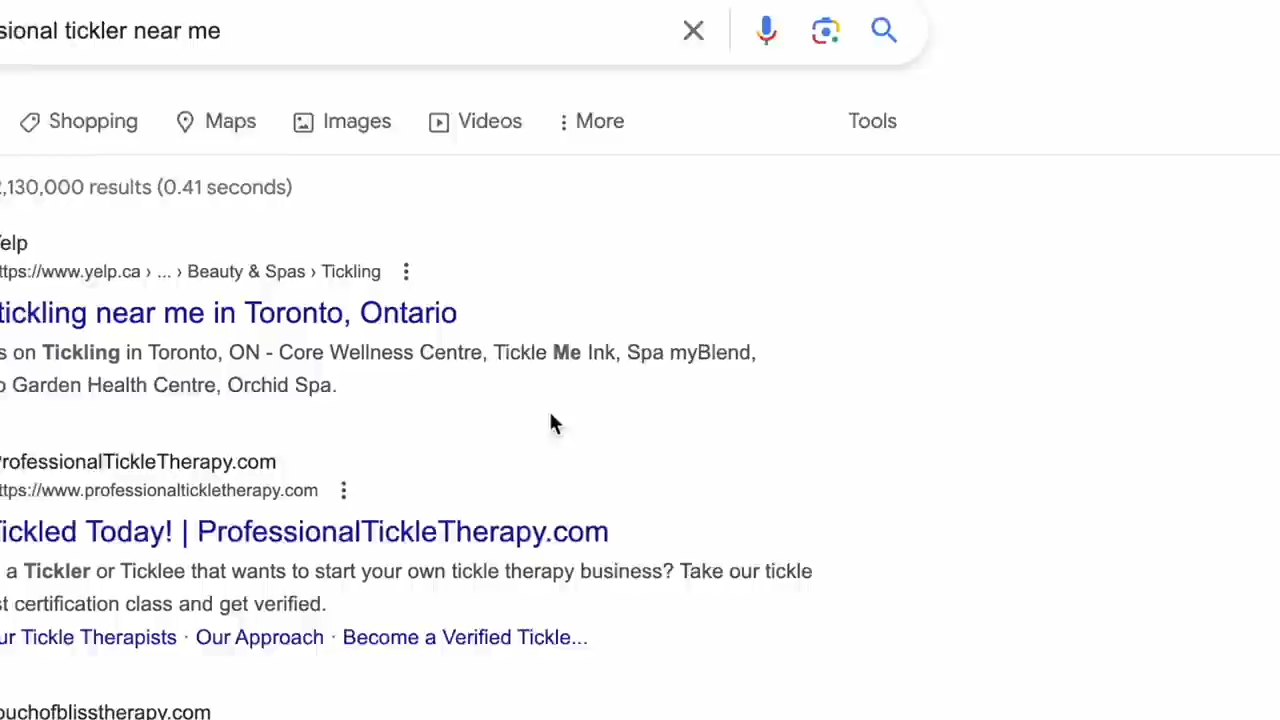 sional tickler near me
Shopping Maps Images Videos More Tools
2,130,000 results (0.41 seconds)
Yelp
ttps://www.yelp.ca › ... › Beauty & Spas › Tickling
tickling near me in Toronto, Ontario
s on Tickling in Toronto, ON - Core Wellness Centre, Tickle Me Ink, Spa myBlend,
o Garden Health Centre, Orchid Spa.
ProfessionalTickleTherapy.com
ttps://www.professionaltickletherapy.com
Tickled Today! | ProfessionalTickleTherapy.com
a Tickler or Ticklee that wants to start your own tickle therapy business? Take our tickle
st certification class and get verified.
ur Tickle Therapists · Our Approach · Become a Verified Tickle...
ouchofblisstherapy.com